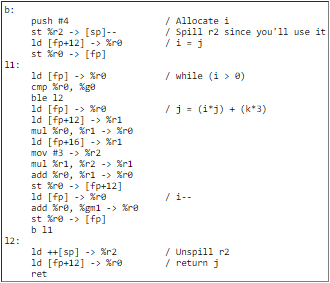 b:
push #4 / Allocate i
st %r2 -> [sp]-- / Spill r2 since you'll use it
ld [fp+12] -> %r0 / i = j
st %r0 -> [fp]
l1:
ld [fp] -> %r0 / while (i > 0)
cmp %r0, %g0
ble l2
ld [fp] -> %r0 / j = (i*j) + (k*3)
ld [fp+12] -> %r1
mul %r0, %r1 -> %r0
ld [fp+16] -> %r1
mov #3 -> %r2
mul %r1, %r2 -> %r1
add %r0, %r1 -> %r0
st %r0 -> [fp+12]
ld [fp] -> %r0 / i--
add %r0, %gm1 -> %r0
st %r0 -> [fp]
b l1
l2:
ld ++[sp] -> %r2 / Unspill r2
ld [fp+12] -> %r0 / return j
ret